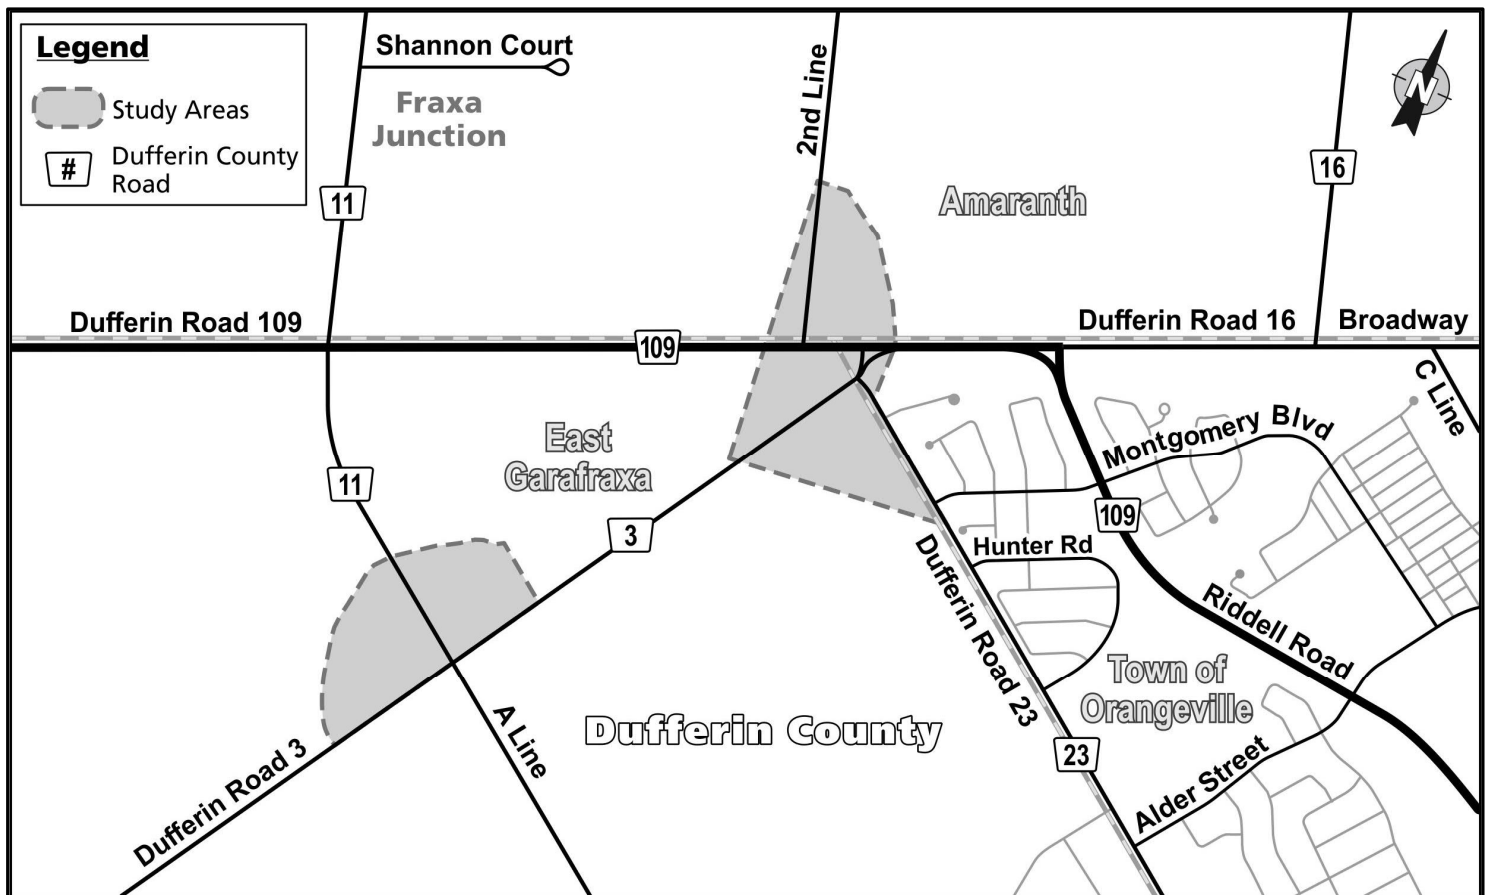 Legend
Study Areas
#
Dufferin County
Road
Shannon Court
Fraxa
Junction
11
2nd Line
Amaranth
16
N
Dufferin Road 109
109
Dufferin Road 16
Broadway
C Line
East
Garafraxa
11
3
Montgomery Blvd
109
Hunter Rd
Dufferin Road 23
Riddell Road
Town of
Orangeville
Dufferin County
A Line
23
Dufferin Road 3
Alder Street